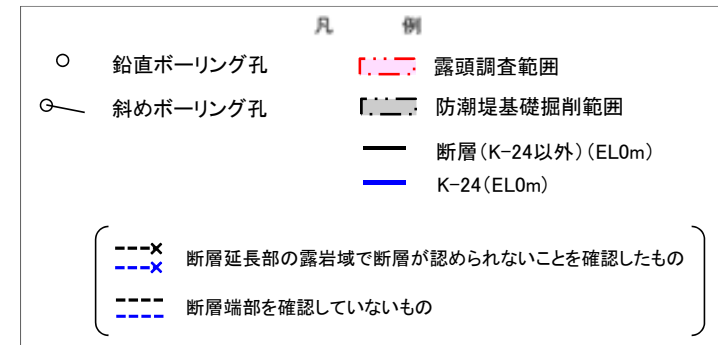 凡 例
鉛直ボーリング孔
露頭調査範囲
斜めボーリング孔
防潮堤基礎掘削範囲
断層(K-24以外)(EL0m)
K-24(EL0m)
断層延長部の露岩域で断層が認められないことを確認したもの
断層端部を確認していないもの